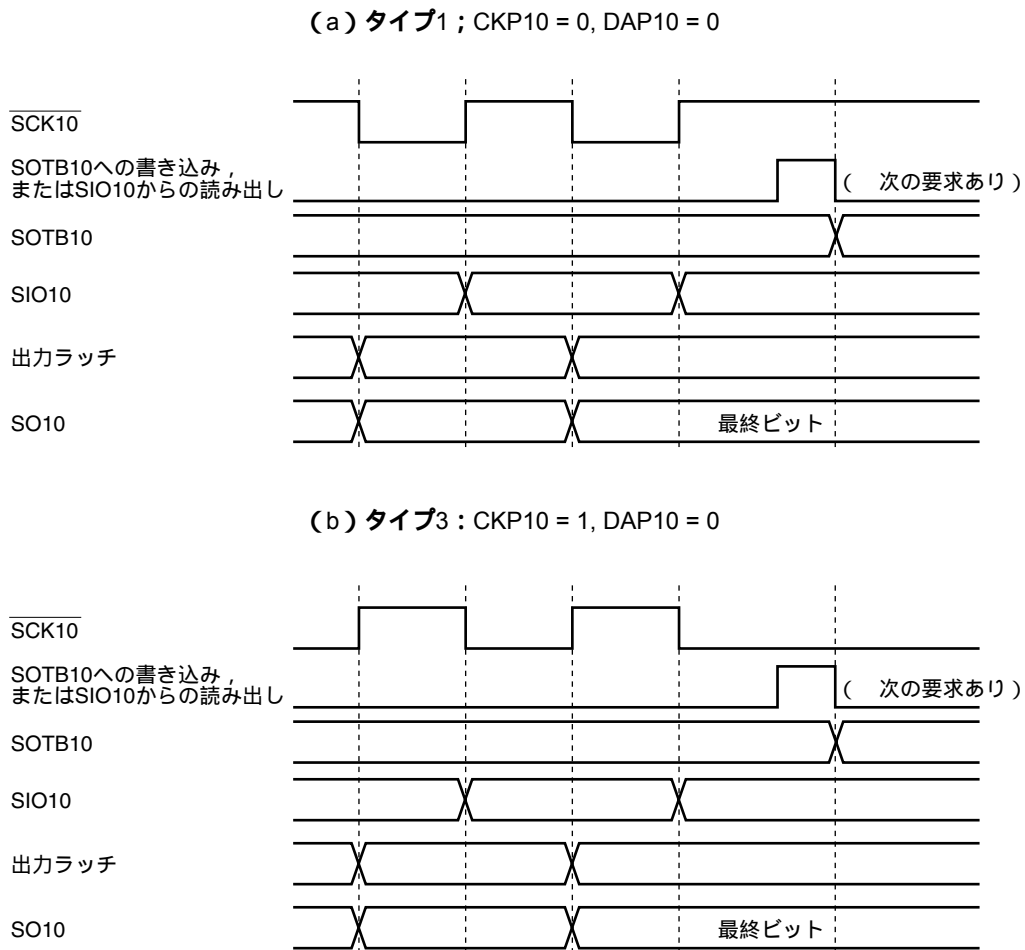 （a）タイプ1；CKP10 = 0, DAP10 = 0
SCK10
SOTB10への書き込み，
またはSIO10からの読み出し
（　次の要求あり）
SOTB10
SIO10
出力ラッチ
SO10
最終ビット
（b）タイプ3：CKP10 = 1, DAP10 = 0
SCK10
SOTB10への書き込み，
またはSIO10からの読み出し
（　次の要求あり）
SOTB10
SIO10
出力ラッチ
SO10
最終ビット